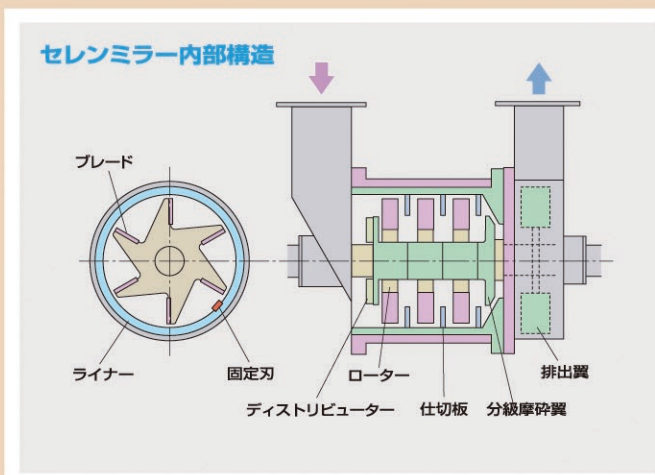 セレンミラー内部構造
ブレード
ライナー
固定刃
ディストリビューター
ローター
仕切板
分級摩砕翼
排出翼